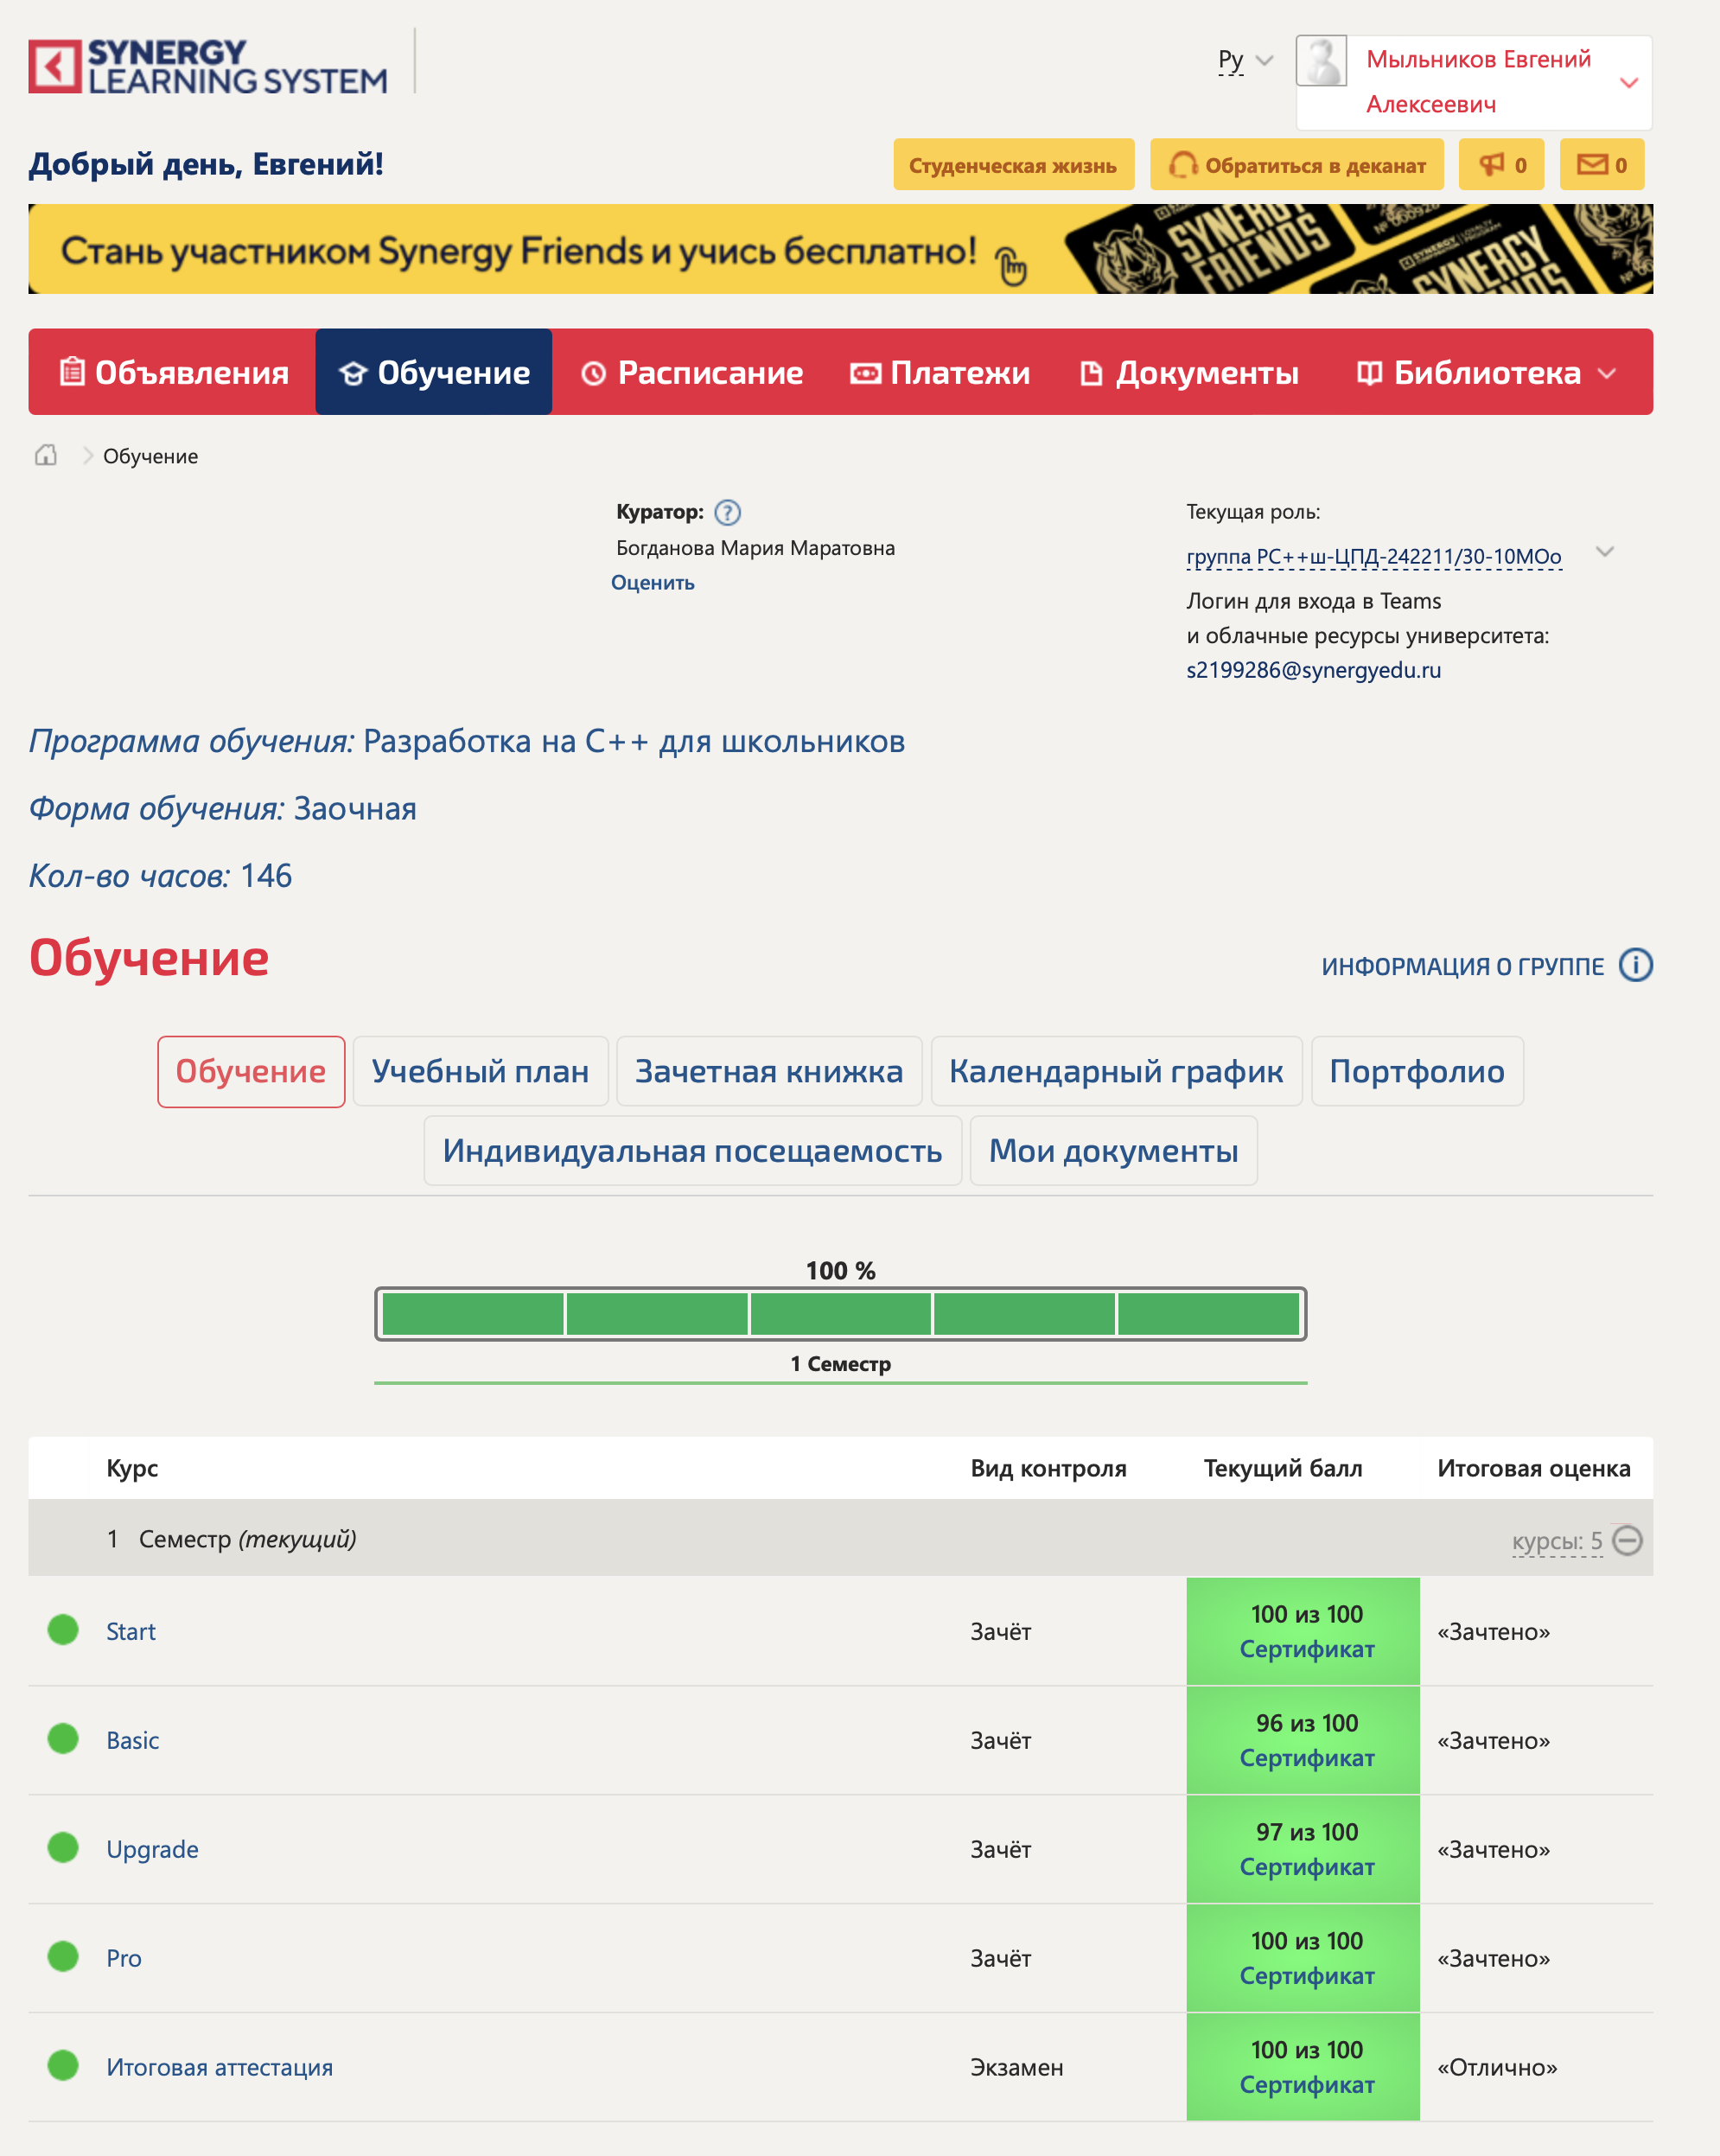 SYNERGY
LEARNING SYSTEM
Ру
Мыльников Евгений
Алексеевич
Добрый день, Евгений!
Студенческая жизнь
Обратиться в деканат
0
0
Стань участником Synergy Friends и учись бесплатно!
SYNERGY
FRIENDS
SYNERGY
FRIENDS
Объявления
Обучение
Расписание
Платежи
Документы
Библиотека
Обучение
Куратор:
Богданова Мария Маратовна
Оценить
Текущая роль:
группа РС++ш-ЦПД-242211/30-10МОо
Логин для входа в Teams
и облачные ресурсы университета:
s2199286@synergyedu.ru
Программа обучения: Разработка на С++ для школьников
Форма обучения: Заочная
Кол-во часов: 146
Обучение
ИНФОРМАЦИЯ О ГРУППЕ
Обучение
Учебный план
Зачетная книжка
Календарный график
Портфолио
Индивидуальная посещаемость
Мои документы
100 %
1 Семестр
Курс
Вид контроля
Текущий балл
Итоговая оценка
1 Семестр (текущий)
курсы: 5
Start
Зачёт
100 из 100
Сертификат
«Зачтено»
Basic
Зачёт
96 из 100
Сертификат
«Зачтено»
Upgrade
Зачёт
97 из 100
Сертификат
«Зачтено»
Pro
Зачёт
100 из 100
Сертификат
«Зачтено»
Итоговая аттестация
Экзамен
100 из 100
Сертификат
«Отлично»